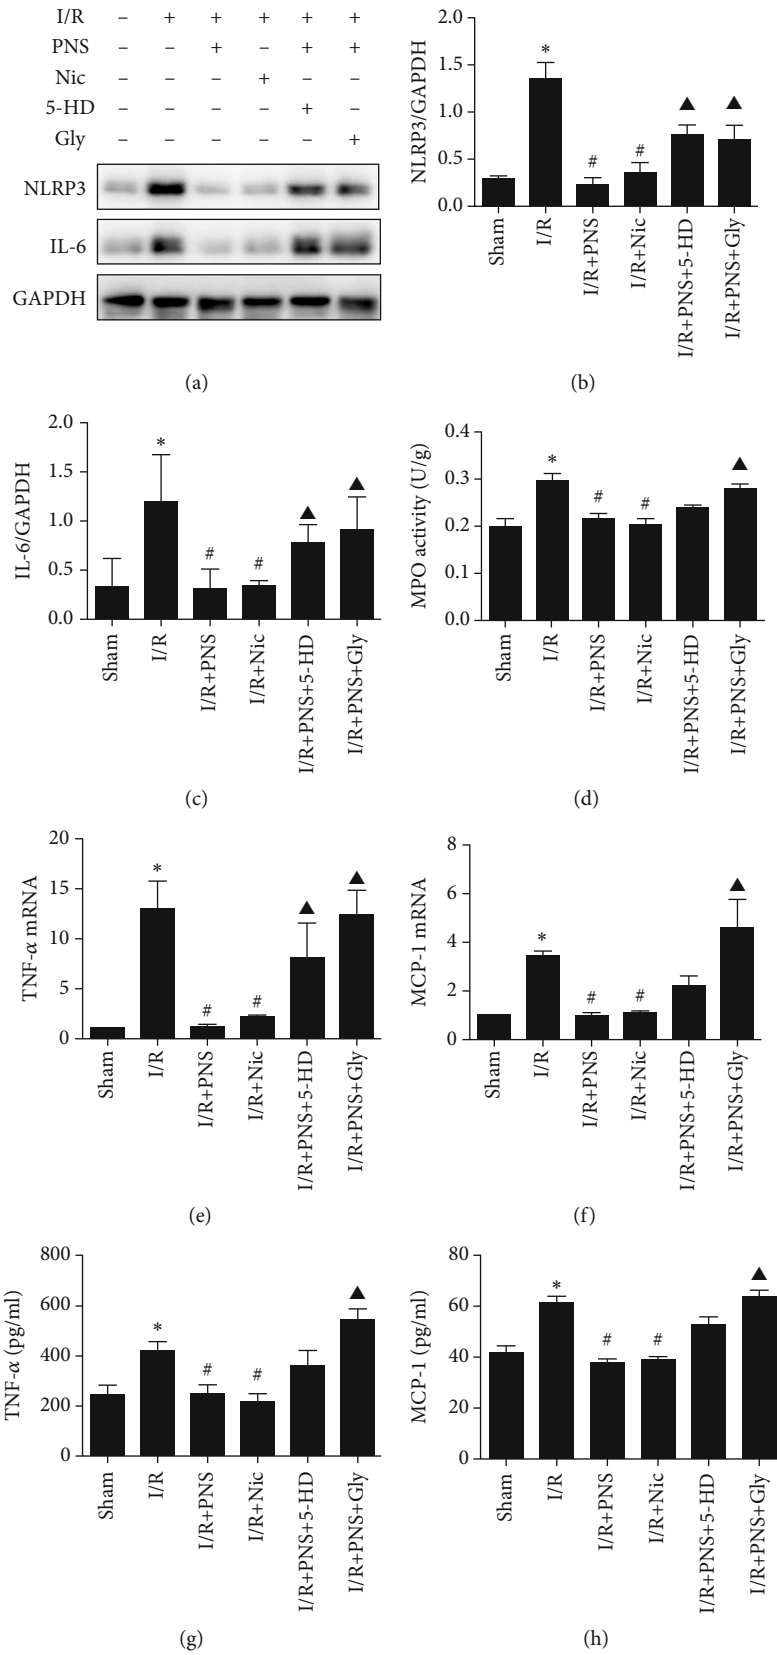 I/R – + + + + +
PNS – – + – + +
Nic – – – + – –
5-HD – – – – + –
Gly – – – – – +
NLRP3
IL-6
GAPDH
(a)
NLRP3/GAPDH
2.0
1.5
1.0
0.5
0.0
* # # ▲ ▲
Sham
I/R
I/R+PNS
I/R+Nic
I/R+PNS+5-HD
I/R+PNS+Gly
(b)
IL-6/GAPDH
2.0
1.5
1.0
0.5
0.0
* # # ▲ ▲
Sham
I/R
I/R+PNS
I/R+Nic
I/R+PNS+5-HD
I/R+PNS+Gly
(c)
MPO activity (U/g)
0.4
0.3
0.2
0.1
0.0
* # # ▲
Sham
I/R
I/R+PNS
I/R+Nic
I/R+PNS+5-HD
I/R+PNS+Gly
(d)
TNF-α mRNA
20
15
10
5
0
* # # ▲ ▲
Sham
I/R
I/R+PNS
I/R+Nic
I/R+PNS+5-HD
I/R+PNS+Gly
(e)
MCP-1 mRNA
8
6
4
2
0
* # # ▲
Sham
I/R
I/R+PNS
I/R+Nic
I/R+PNS+5-HD
I/R+PNS+Gly
(f)
TNF-α (pg/ml)
800
600
400
200
0
* # # ▲
Sham
I/R
I/R+PNS
I/R+Nic
I/R+PNS+5-HD
I/R+PNS+Gly
(g)
MCP-1 (pg/ml)
80
60
40
20
0
* # # ▲
Sham
I/R
I/R+PNS
I/R+Nic
I/R+PNS+5-HD
I/R+PNS+Gly
(h)